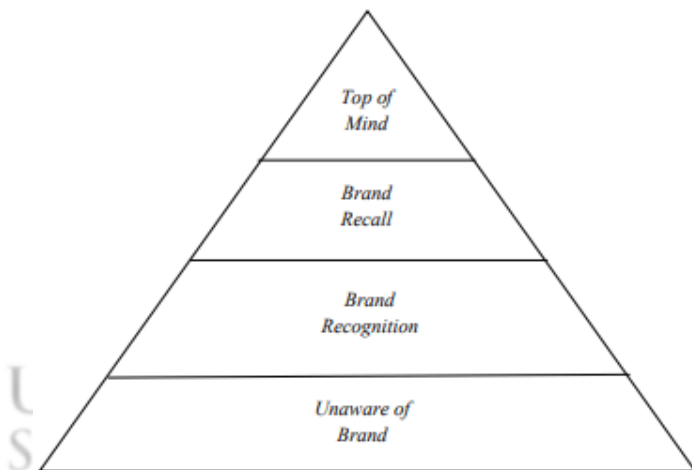 Top of
Mind
Brand
Recall
Brand
Recognition
Unaware of
Brand
U
S